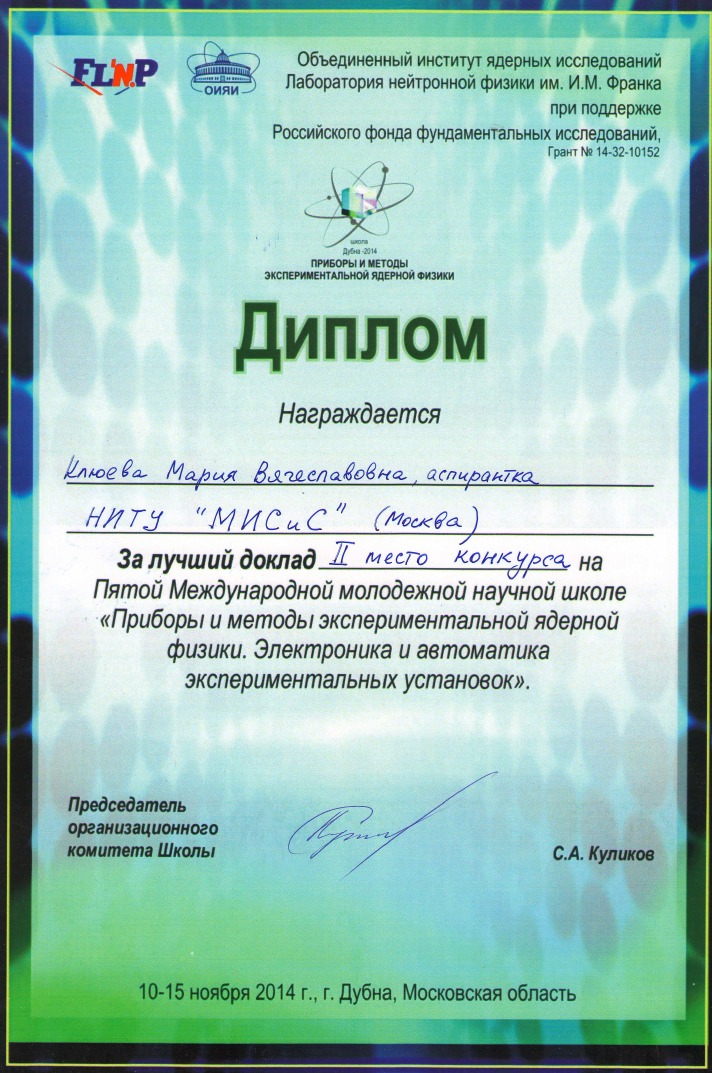 FLNP
ОИЯИ
Объединенный институт ядерных исследований
Лаборатория нейтронной физики им. И.М. Франка
при поддержке
Российского фонда фундаментальных исследований,
Грант № 14-32-10152
школа
Дубна -2014
ПРИБОРЫ И МЕТОДЫ
ЭКСПЕРИМЕНТАЛЬНОЙ ЯДЕРНОЙ ФИЗИКИ
Диплом
Награждается
Клюева Мария Вячеславовна, аспирантка
НИТУ "МИСиС" (Москва)
За лучший доклад II место конкурса на
Пятой Международной молодежной научной школе
«Приборы и методы экспериментальной ядерной
физики. Электроника и автоматика
экспериментальных установок».
Председатель
организационного
комитета Школы
С.А. Куликов
10-15 ноября 2014 г., г. Дубна, Московская область